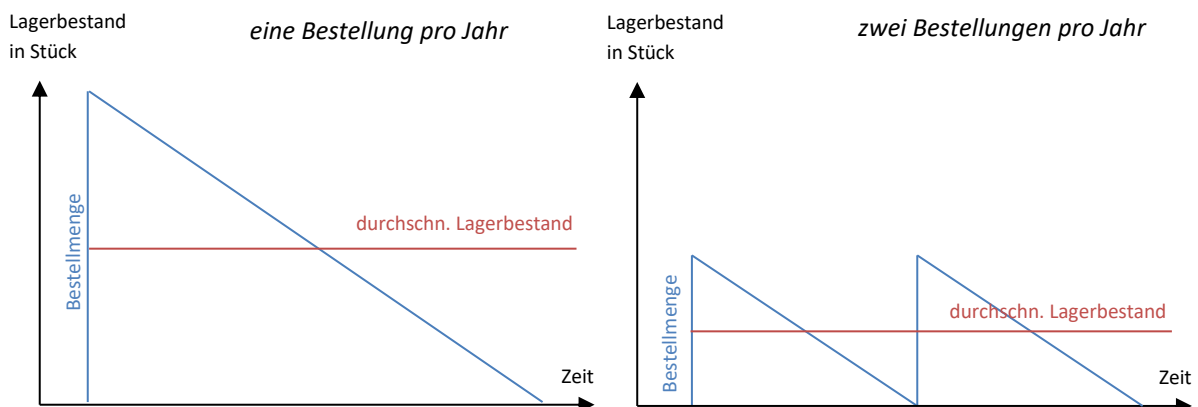 Lagerbestand
in Stück
eine Bestellung pro Jahr
Bestellmenge
durchschn. Lagerbestand
Zeit
Lagerbestand
in Stück
zwei Bestellungen pro Jahr
Bestellmenge
durchschn. Lagerbestand
Zeit